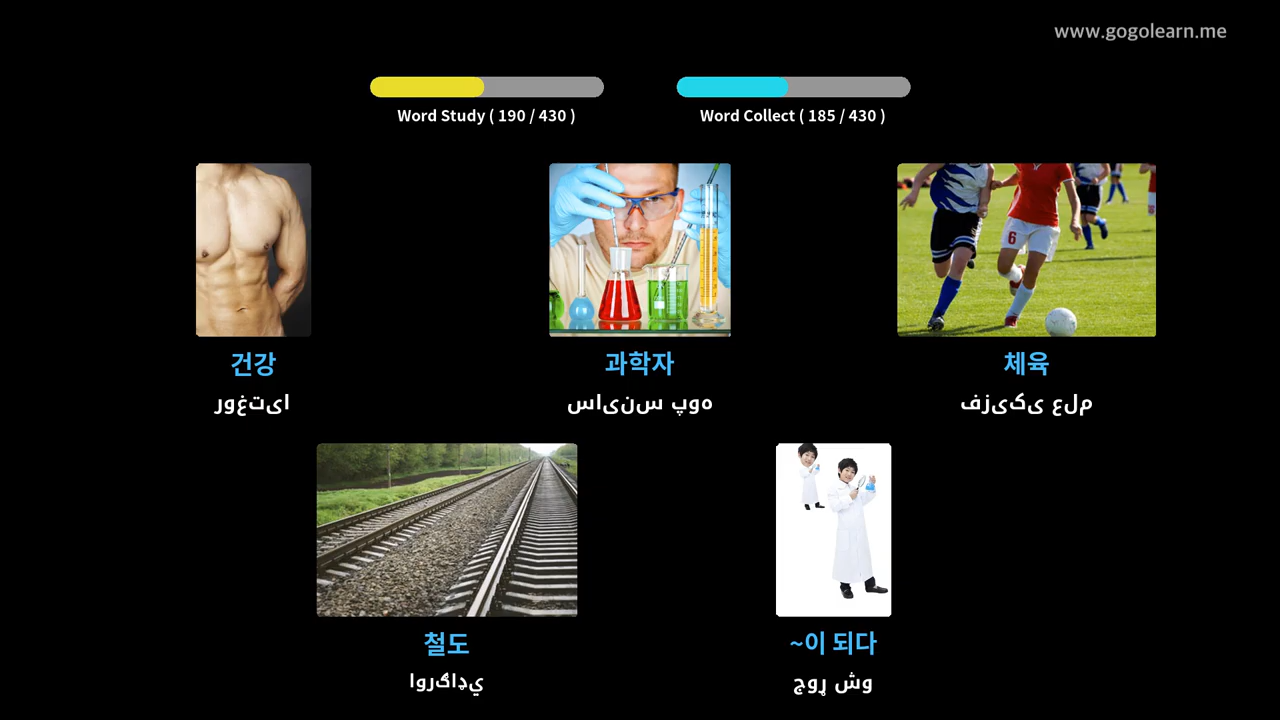 www.gogolearn.me
Word Study ( 190 / 430 )
Word Collect ( 185 / 430 )
건강
과학자
체육
روغتیا
ساینس پوه
فزیکی علم
철도
~이 되다
اورګاډي
جوړ شو